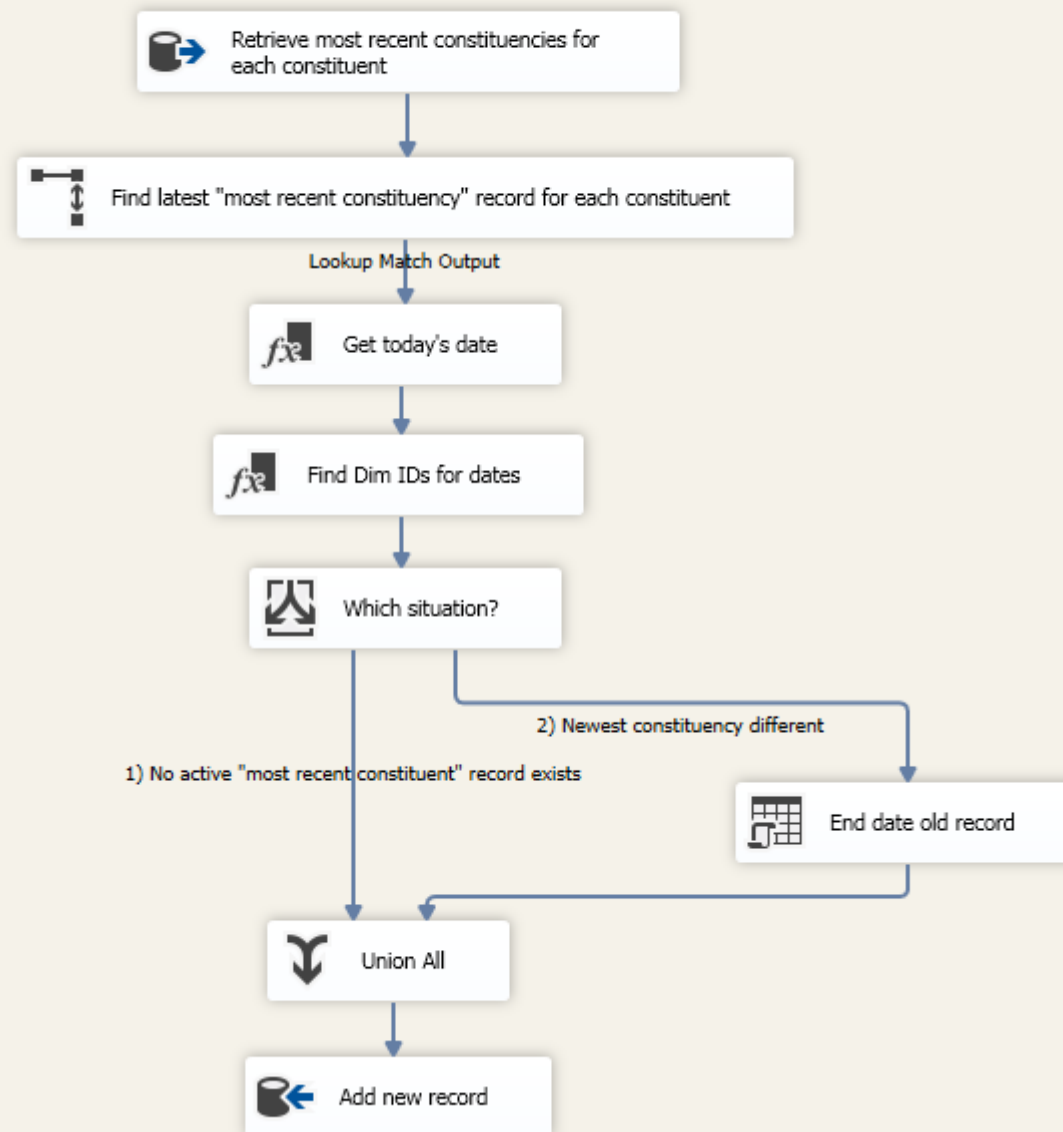 Retrieve most recent constituencies for
each constituent
Find latest "most recent constituency" record for each constituent
Lookup Match Output
Get today's date
Find Dim IDs for dates
Which situation?
2) Newest constituency different
1) No active "most recent constituent" record exists
End date old record
Union All
Add new record